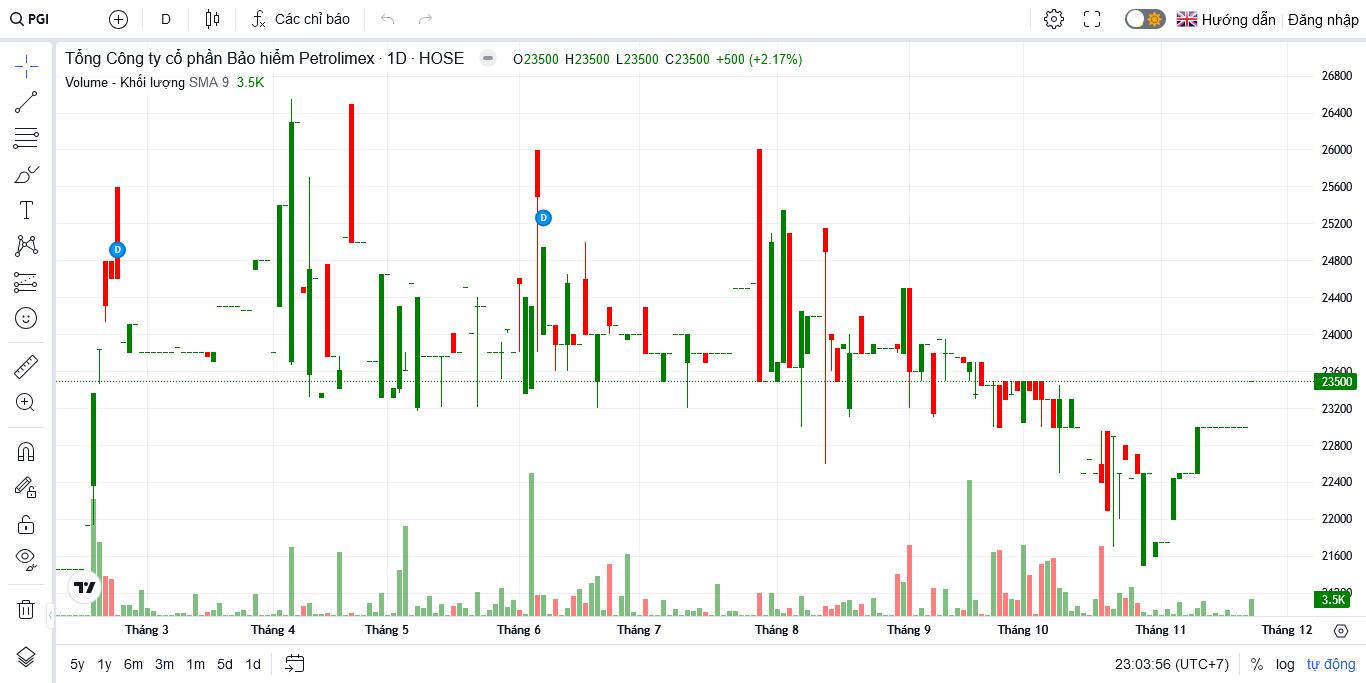 PGI D Các chỉ báo Hướng dẫn Đăng nhập
Tổng Công ty cổ phần Bảo hiểm Petrolimex · 1D · HOSE O23500 H23500 L23500 C23500 +500 (+2.17%)
Volume - Khối lượng SMA 9 3.5K
26800
26400
26000
25600
25200
24800
24400
24000
23600
23500
23200
22800
22400
22000
21600
3.5K
D
D
Tháng 3 Tháng 4 Tháng 5 Tháng 6 Tháng 7 Tháng 8 Tháng 9 Tháng 10 Tháng 11 Tháng 12
5y 1y 6m 3m 1m 5d 1d 23:03:56 (UTC+7) % log tự động